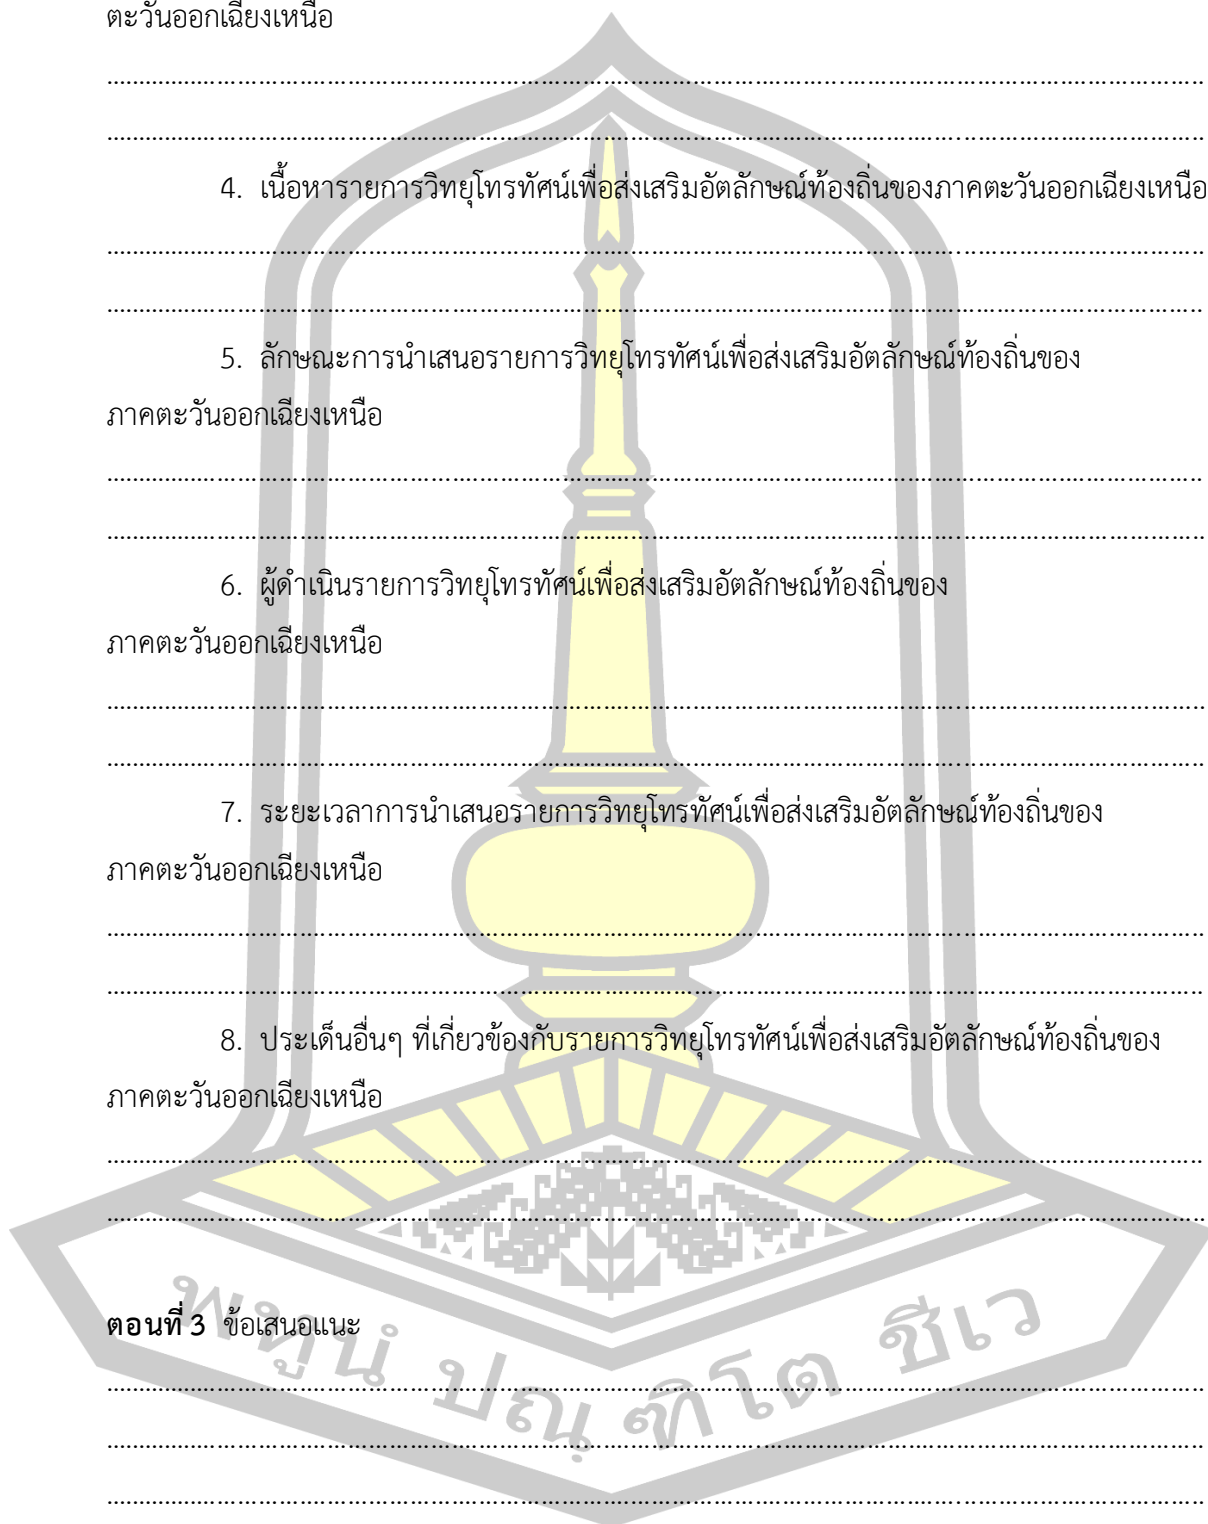 ตะวันออกเฉียงเหนือ
................................................................................
................................................................................
4. เนื้อหารายการวิทยุโทรทัศน์เพื่อส่งเสริมอัตลักษณ์ท้องถิ่นของภาคตะวันออกเฉียงเหนือ
................................................................................
................................................................................
5. ลักษณะการนำเสนอรายการวิทยุโทรทัศน์เพื่อส่งเสริมอัตลักษณ์ท้องถิ่นของ
ภาคตะวันออกเฉียงเหนือ
................................................................................
................................................................................
6. ผู้ดำเนินรายการวิทยุโทรทัศน์เพื่อส่งเสริมอัตลักษณ์ท้องถิ่นของ
ภาคตะวันออกเฉียงเหนือ
................................................................................
................................................................................
7. ระยะเวลาการนำเสนอรายการวิทยุโทรทัศน์เพื่อส่งเสริมอัตลักษณ์ท้องถิ่นของ
ภาคตะวันออกเฉียงเหนือ
................................................................................
................................................................................
8. ประเด็นอื่นๆ ที่เกี่ยวข้องกับรายการวิทยุโทรทัศน์เพื่อส่งเสริมอัตลักษณ์ท้องถิ่นของ
ภาคตะวันออกเฉียงเหนือ
................................................................................
................................................................................
ตอนที่ 3 ข้อเสนอแนะ
................................................................................
................................................................................
................................................................................
พหูนํ ปณฺฑิโต ชีเว